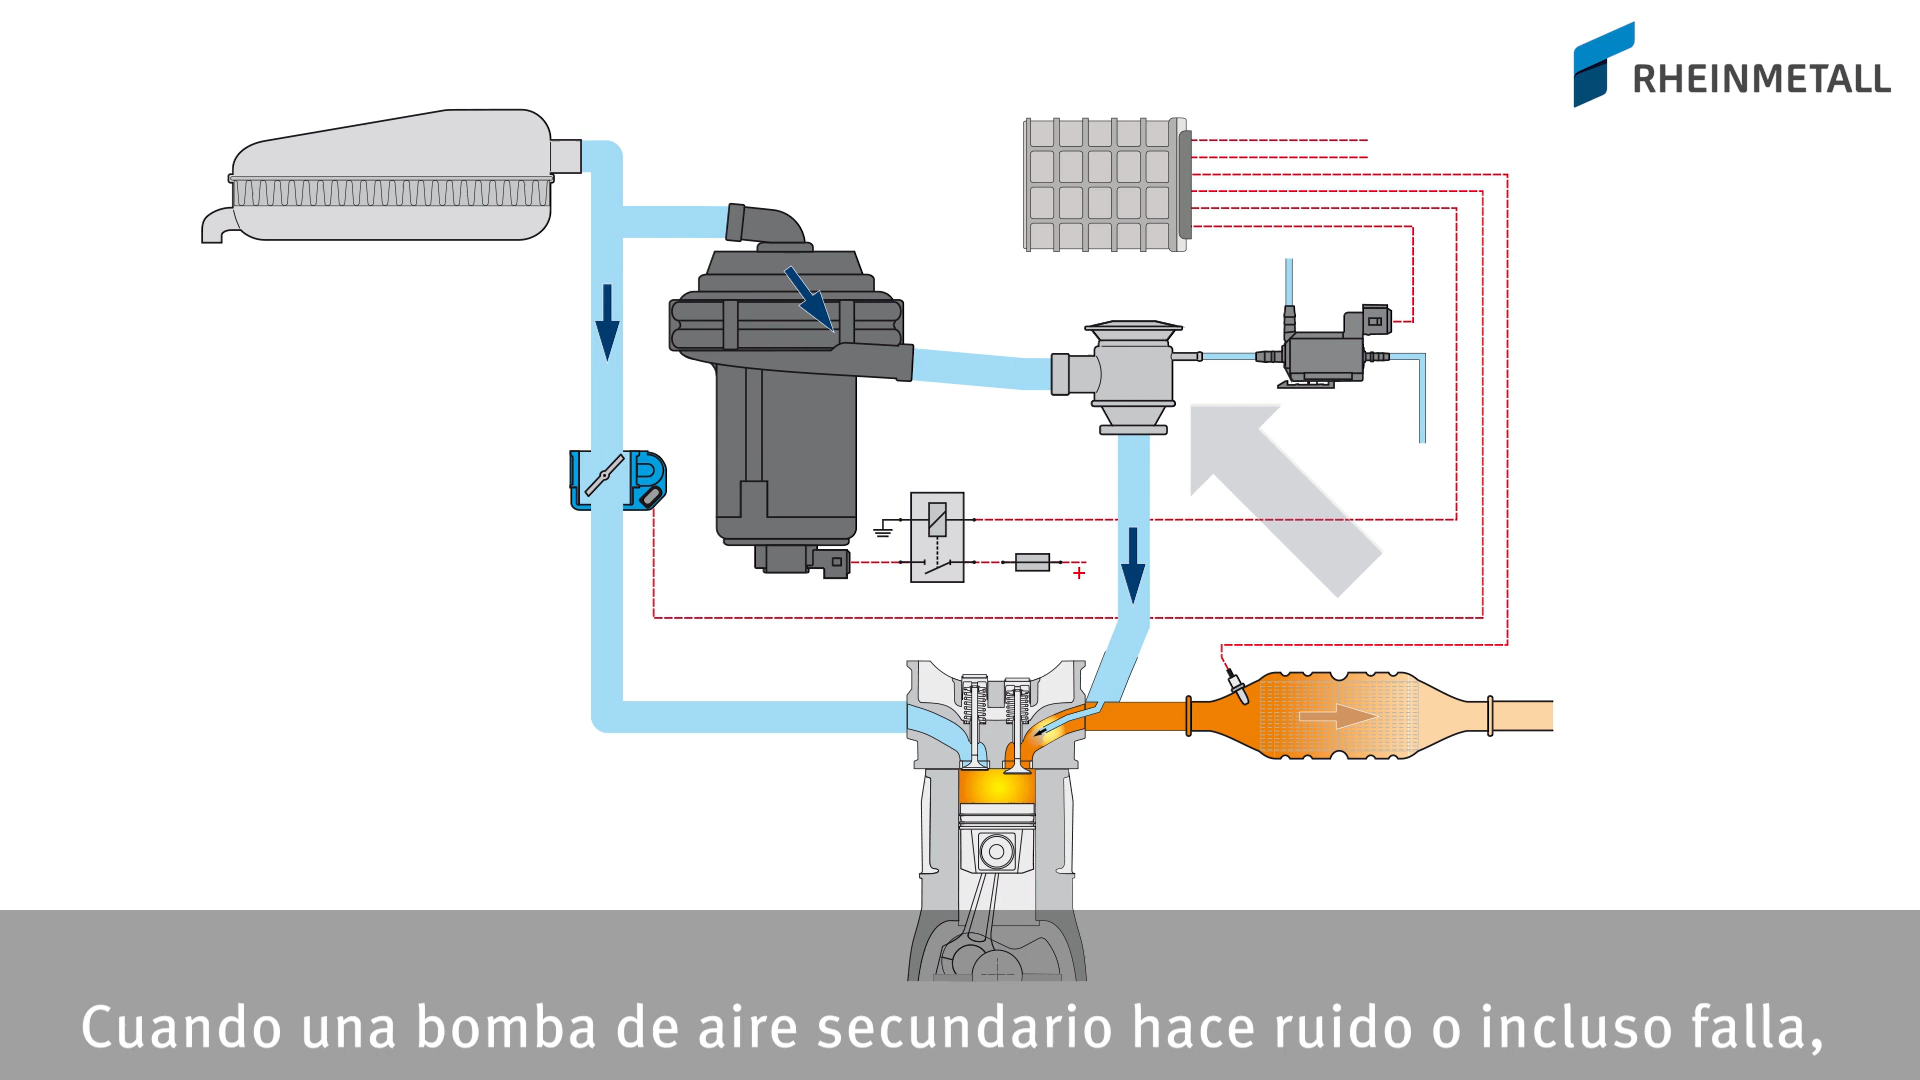 RHEINMETALL
+
Cuando una bomba de aire secundario hace ruido o incluso falla,